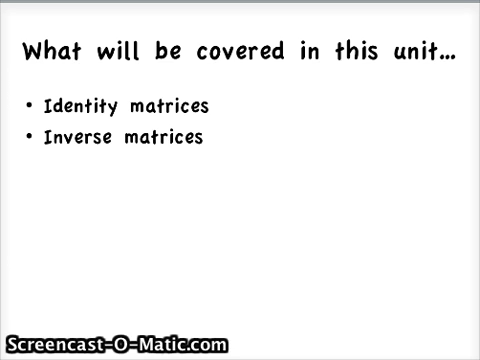 What will be covered in this unit...
• Identity matrices
• Inverse matrices
Screencast-O-Matic.com